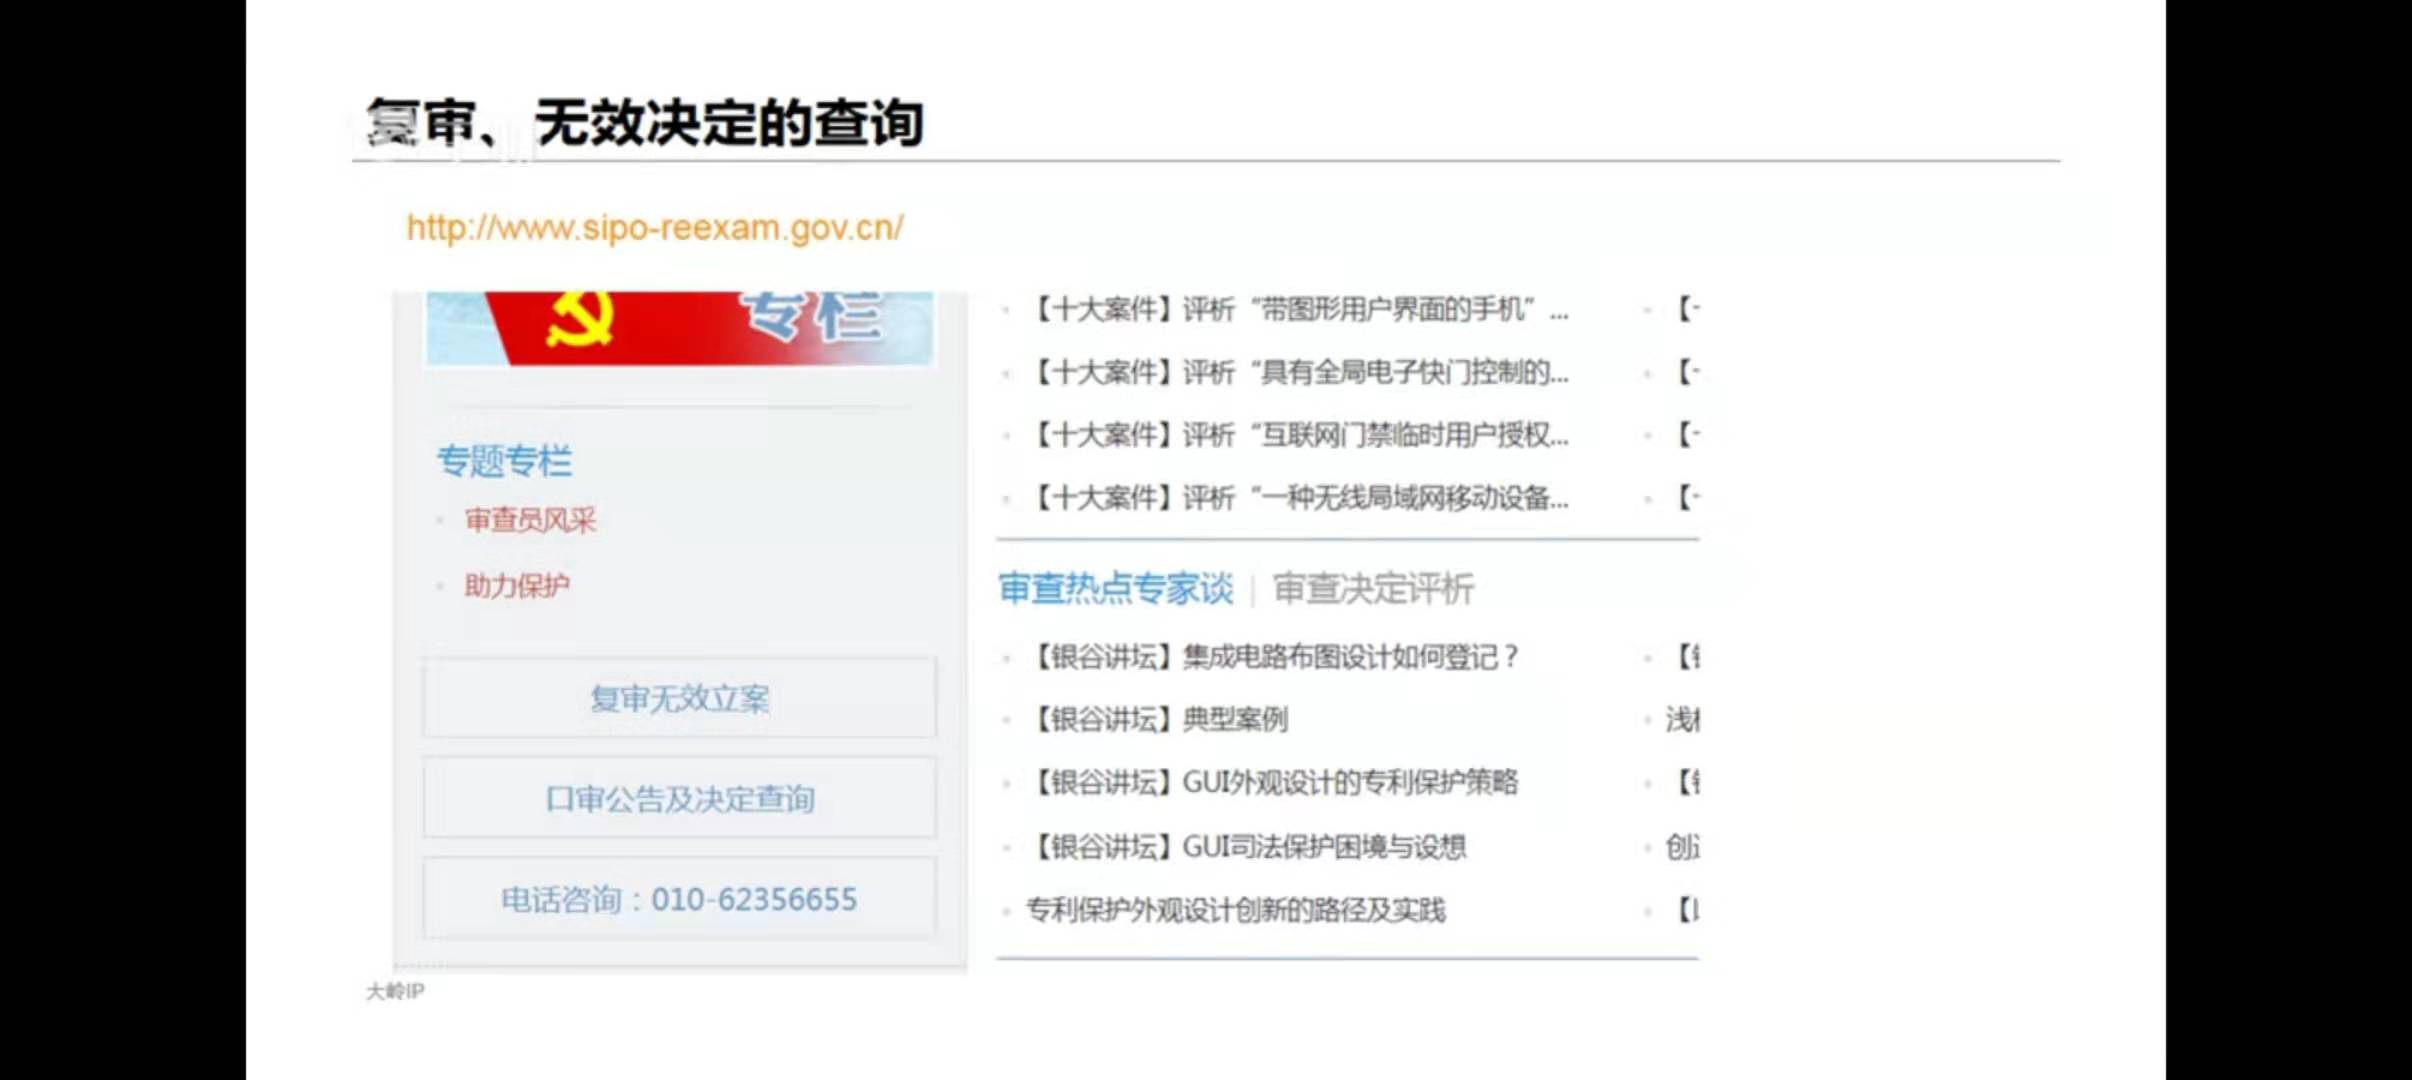 复审、无效决定的查询
http://www.sipo-reexam.gov.cn/
专栏
专题专栏
审查员风采
助力保护
复审无效立案
口审公告及决定查询
电话咨询：010-62356655
【十大案件】评析“带图形用户界面的手机”...
【十大案件】评析“具有全局电子快门控制的...
【十大案件】评析“互联网门禁临时用户授权...
【十大案件】评析“一种无线局域网移动设备...
审查热点专家谈 | 审查决定评析
【银谷讲坛】集成电路布图设计如何登记？
【银谷讲坛】典型案例
浅
【银谷讲坛】GUI外观设计的专利保护策略
【银谷讲坛】GUI司法保护困境与设想
创
专利保护外观设计创新的路径及实践
大岭IP